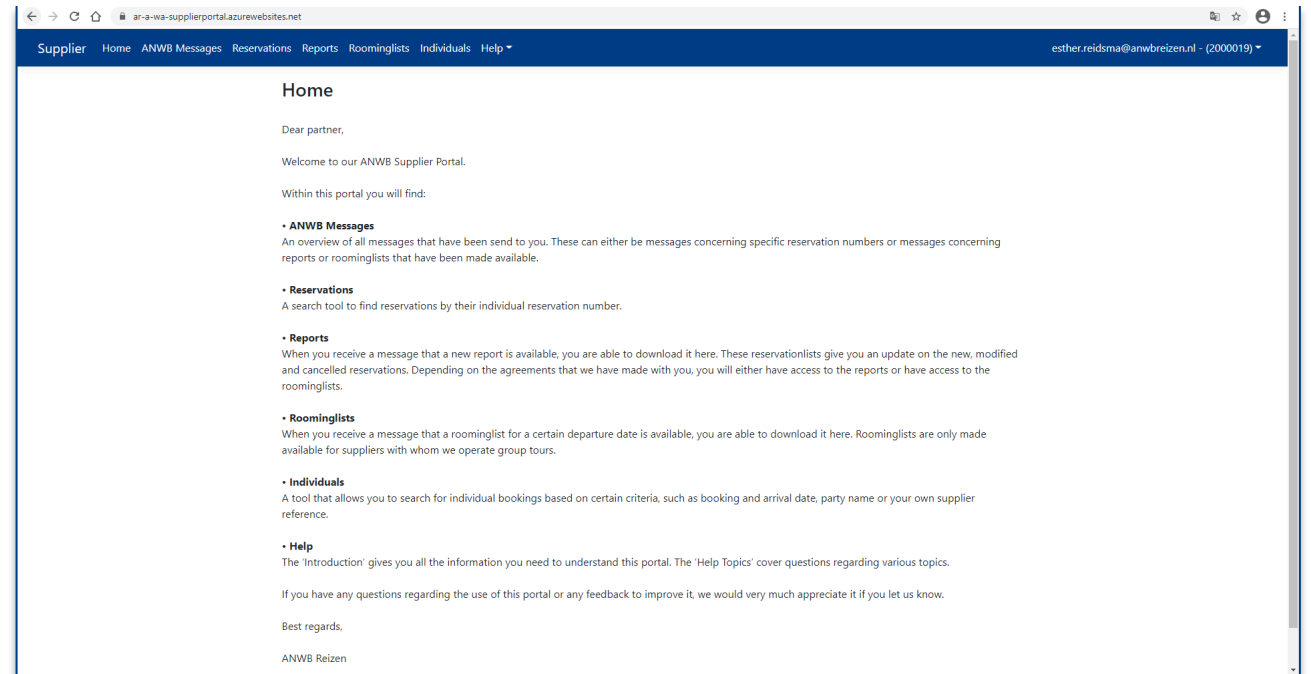 ar-a-wa-supplierportal.azurewebsites.net
Supplier Home ANWB Messages Reservations Reports Roominglists Individuals Help esther.reidsma@anwbreizen.nl - (2000019)
Home
Dear partner,
Welcome to our ANWB Supplier Portal.
Within this portal you will find:
• ANWB Messages
An overview of all messages that have been send to you. These can either be messages concerning specific reservation numbers or messages concerning
reports or roominglists that have been made available.
• Reservations
A search tool to find reservations by their individual reservation number.
• Reports
When you receive a message that a new report is available, you are able to download it here. These reservationlists give you an update on the new, modified
and cancelled reservations. Depending on the agreements that we have made with you, you will either have access to the reports or have access to the
roominglists.
• Roominglists
When you receive a message that a roominglist for a certain departure date is available, you are able to download it here. Roominglists are only made
available for suppliers with whom we operate group tours.
• Individuals
A tool that allows you to search for individual bookings based on certain criteria, such as booking and arrival date, party name or your own supplier
reference.
• Help
The 'Introduction' gives you all the information you need to understand this portal. The 'Help Topics' cover questions regarding various topics.
If you have any questions regarding the use of this portal or any feedback to improve it, we would very much appreciate it if you let us know.
Best regards,
ANWB Reizen